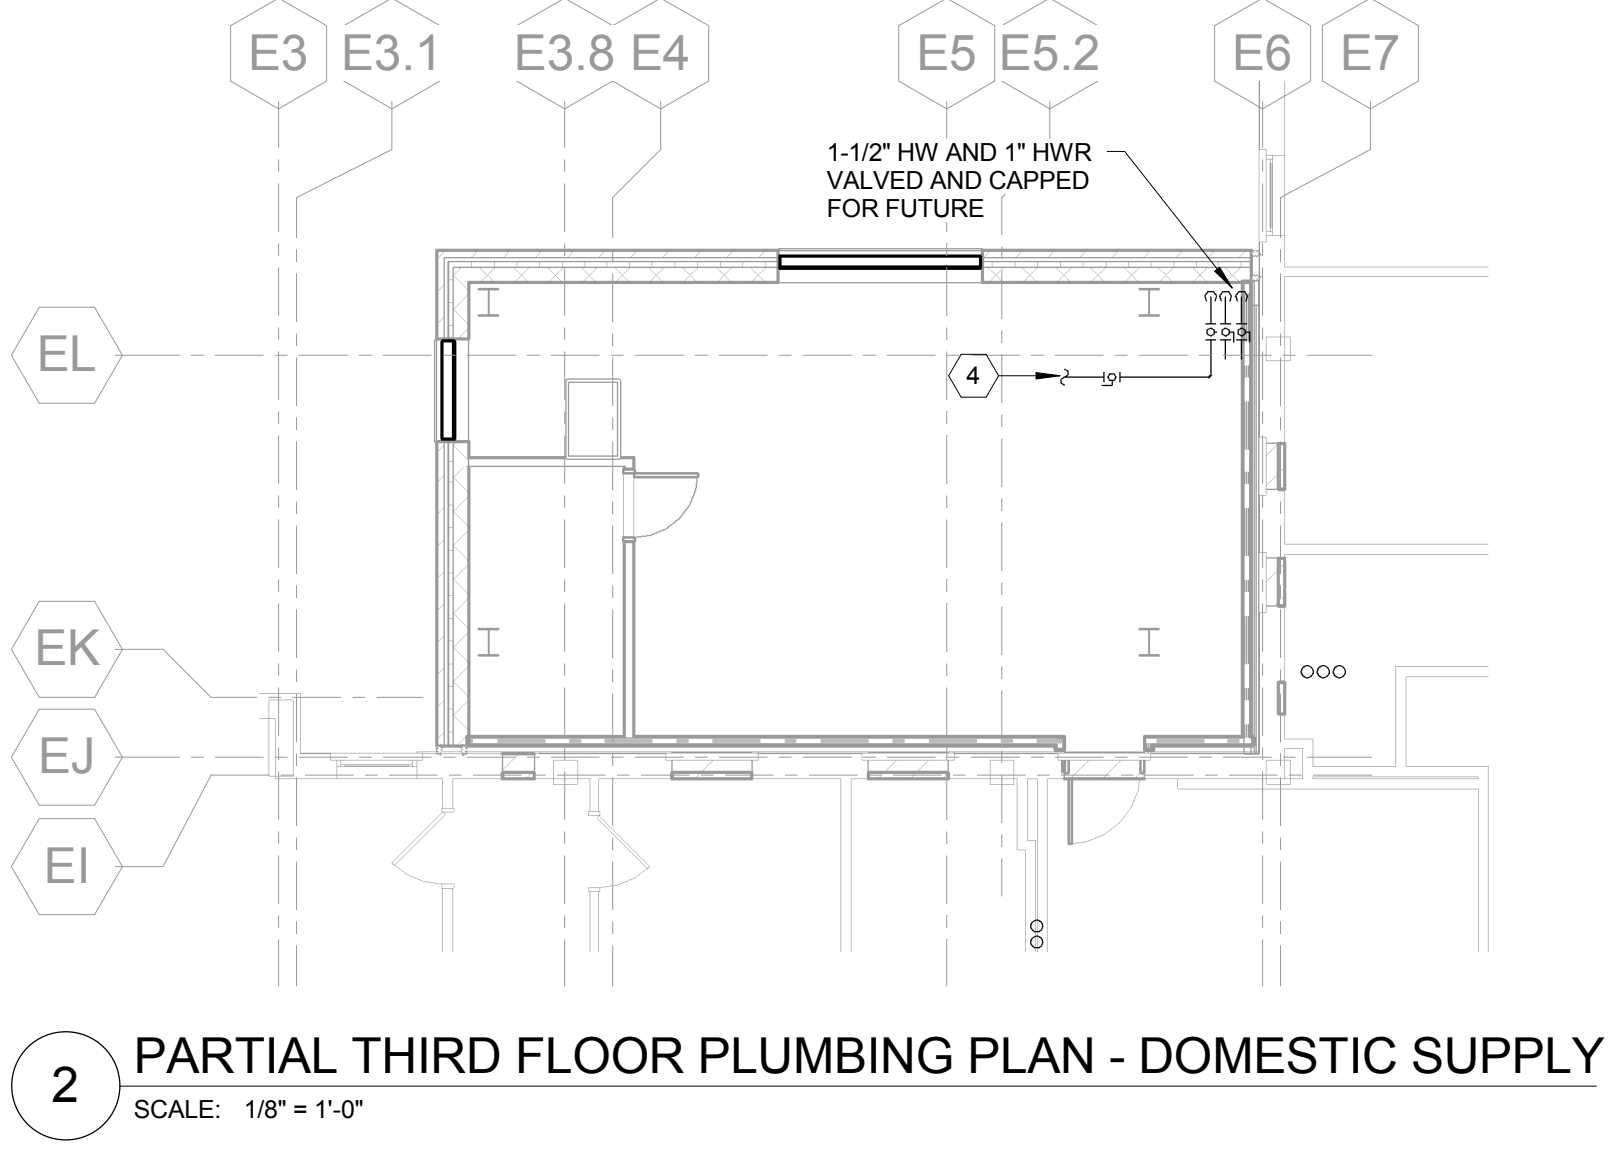 E3 E3.1 E3.8 E4 E5 E5.2 E6 E7
1-1/2" HW AND 1" HWR
VALVED AND CAPPED
FOR FUTURE
EL
4
EK
EJ
EI
2
PARTIAL THIRD FLOOR PLUMBING PLAN - DOMESTIC SUPPLY
SCALE: 1/8" = 1'-0"